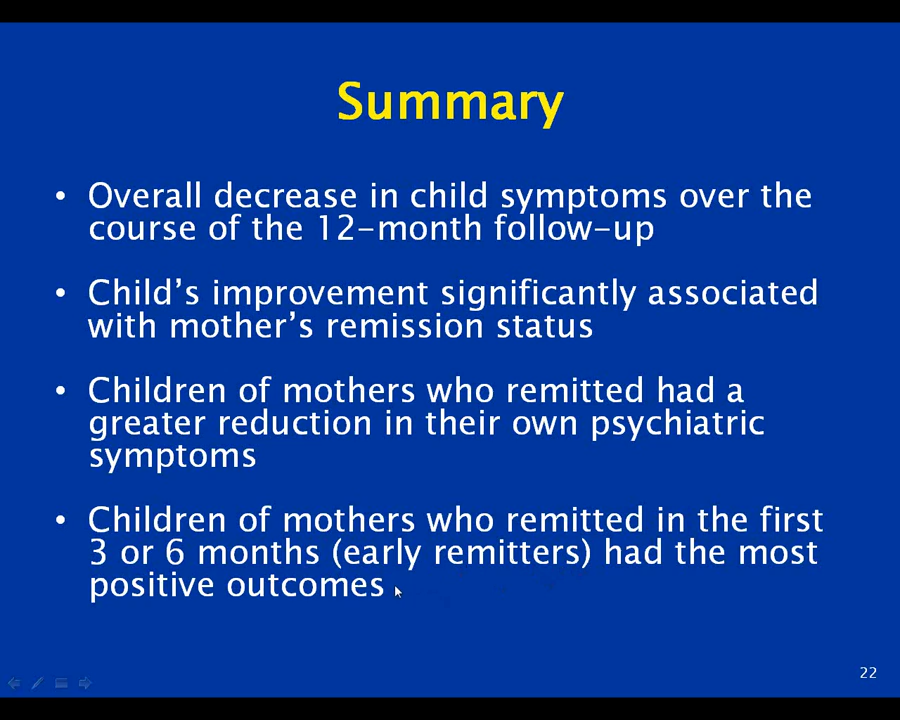 Summary
• Overall decrease in child symptoms over the
course of the 12-month follow-up
• Child’s improvement significantly associated
with mother’s remission status
• Children of mothers who remitted had a
greater reduction in their own psychiatric
symptoms
• Children of mothers who remitted in the first
3 or 6 months (early remitters) had the most
positive outcomes
22